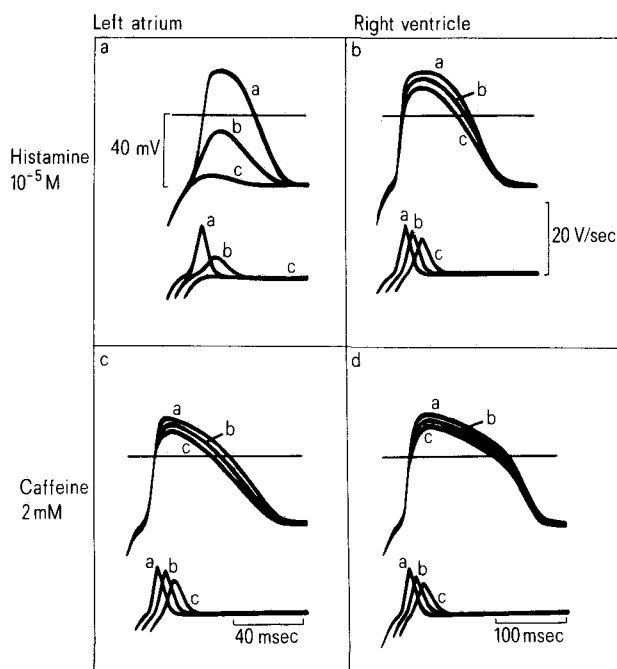 Left atrium Right ventricle
a
a
b
c
40 mV
a
b
c
b
a
b
c
a b
c
20 V/sec
Histamine
10⁻⁵ M
c
a
b
c
a b
c
40 msec
d
a
b
c
a b
c
100 msec
Caffeine
2 mM